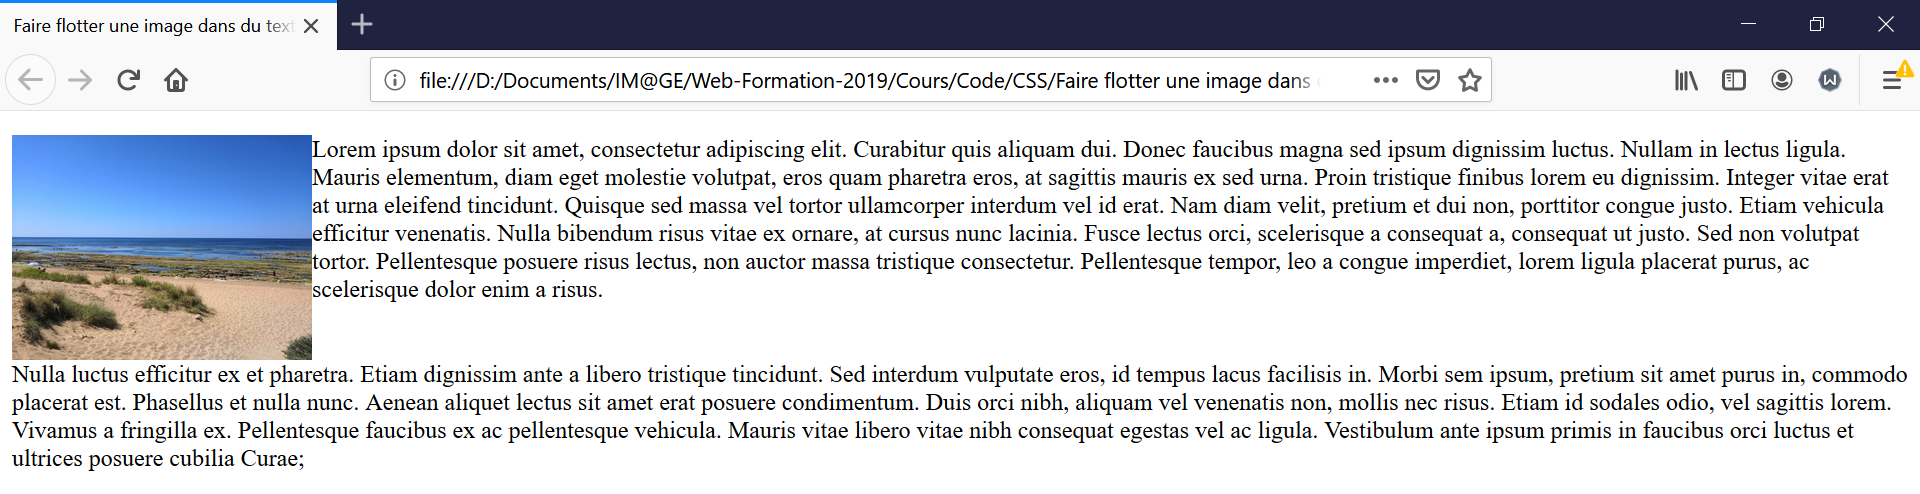 Faire flotter une image dans du text
file:///D:/Documents/IM@GE/Web-Formation-2019/Cours/Code/CSS/Faire flotter une image dans
Lorem ipsum dolor sit amet, consectetur adipiscing elit. Curabitur quis aliquam dui. Donec faucibus magna sed ipsum dignissim luctus. Nullam in lectus ligula.
Mauris elementum, diam eget molestie volutpat, eros quam pharetra eros, at sagittis mauris ex sed urna. Proin tristique finibus lorem eu dignissim. Integer vitae erat
at urna eleifend tincidunt. Quisque sed massa vel tortor ullamcorper interdum vel id erat. Nam diam velit, pretium et dui non, porttitor congue justo. Etiam vehicula
efficitur venenatis. Nulla bibendum risus vitae ex ornare, at cursus nunc lacinia. Fusce lectus orci, scelerisque a consequat a, consequat ut justo. Sed non volutpat
tortor. Pellentesque posuere risus lectus, non auctor massa tristique consectetur. Pellentesque tempor, leo a congue imperdiet, lorem ligula placerat purus, ac
scelerisque dolor enim a risus.
Nulla luctus efficitur ex et pharetra. Etiam dignissim ante a libero tristique tincidunt. Sed interdum vulputate eros, id tempus lacus facilisis in. Morbi sem ipsum, pretium sit amet purus in, commodo
placerat est. Phasellus et nulla nunc. Aenean aliquet lectus sit amet erat posuere condimentum. Duis orci nibh, aliquam vel venenatis non, mollis nec risus. Etiam id sodales odio, vel sagittis lorem.
Vivamus a fringilla ex. Pellentesque faucibus ex ac pellentesque vehicula. Mauris vitae libero vitae nibh consequat egestas vel ac ligula. Vestibulum ante ipsum primis in faucibus orci luctus et
ultrices posuere cubilia Curae;